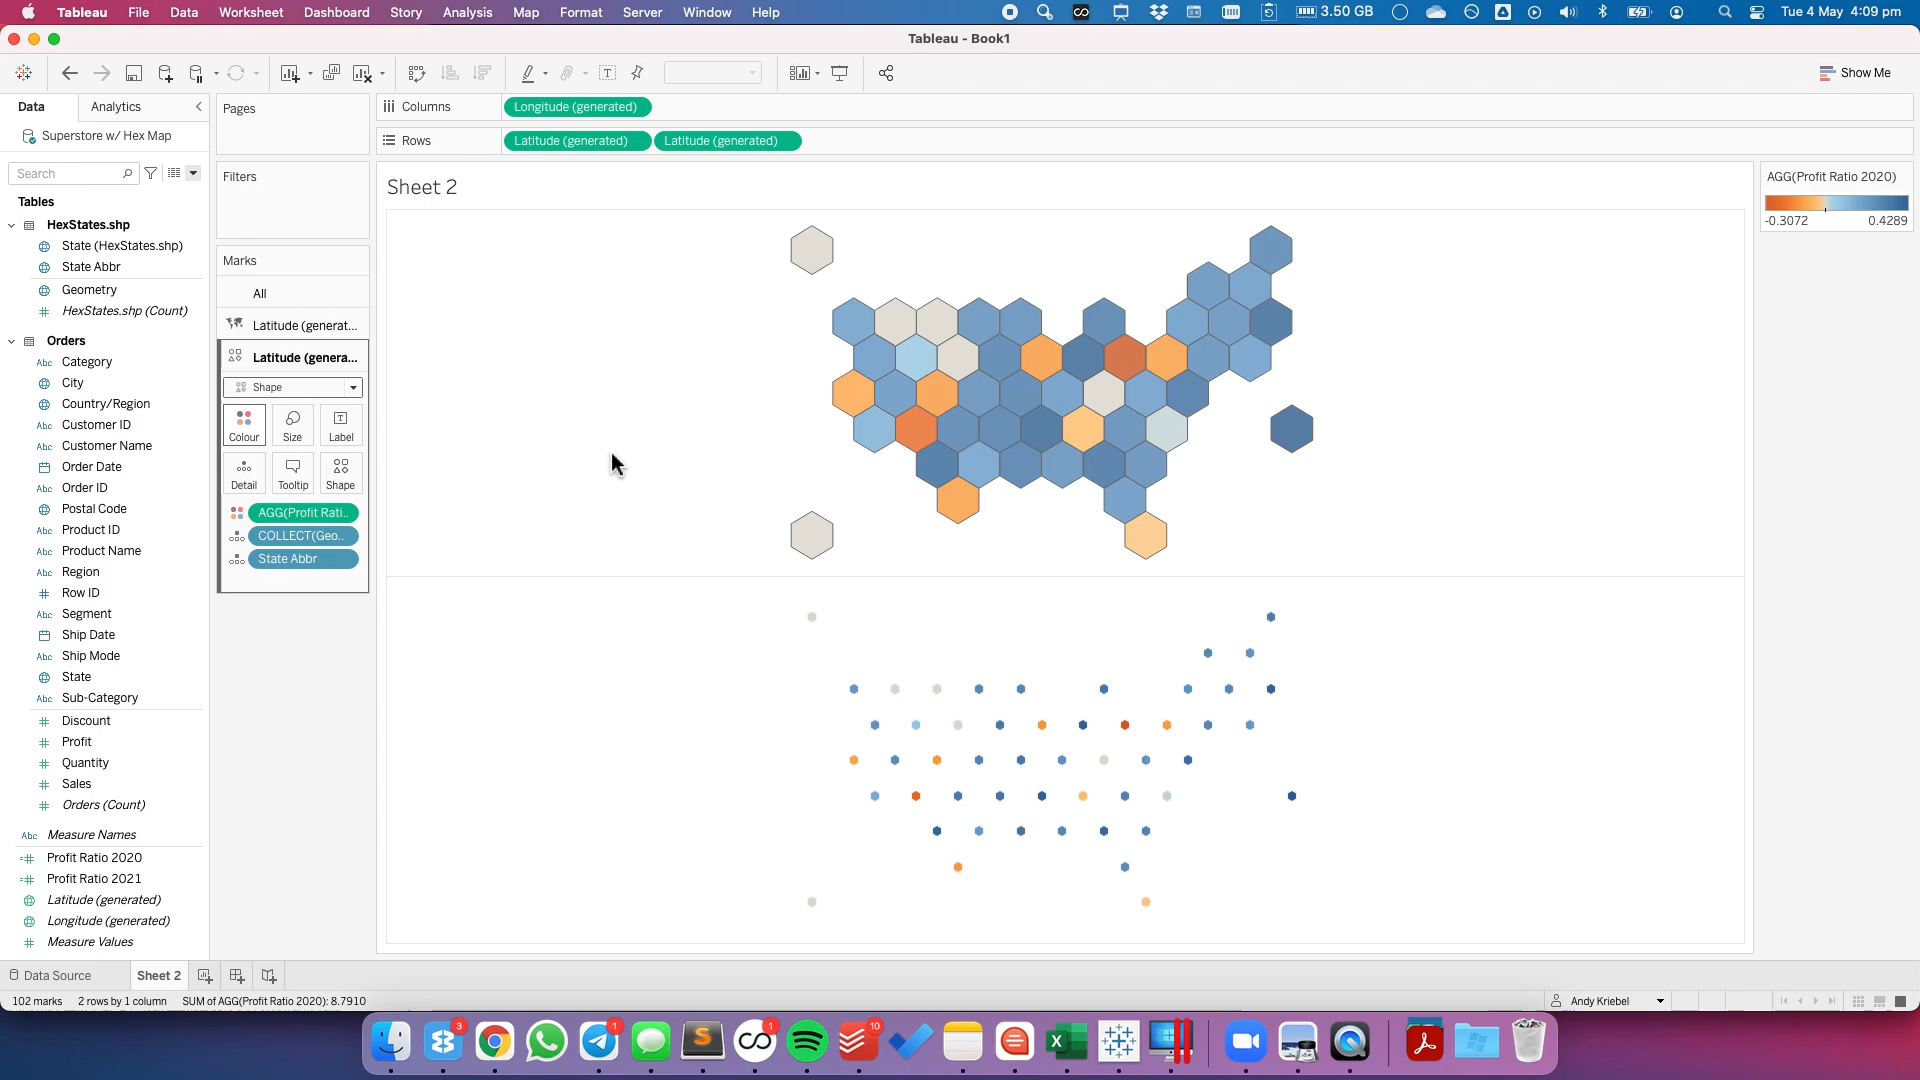 Tableau File Data Worksheet Dashboard Story Analysis Map Format Server Window Help 3.50 GB Tue 4 May 4:09 pm
Tableau - Book1
Show Me
Data Analytics
Superstore w/ Hex Map
Search
Tables
HexStates.shp
State (HexStates.shp)
State Abbr
Geometry
HexStates.shp (Count)
Orders
Category
City
Country/Region
Customer ID
Customer Name
Order Date
Order ID
Postal Code
Product ID
Product Name
Region
Row ID
Segment
Ship Date
Ship Mode
State
Sub-Category
Discount
Profit
Quantity
Sales
Orders (Count)
Measure Names
Profit Ratio 2020
Profit Ratio 2021
Latitude (generated)
Longitude (generated)
Measure Values
Pages
Filters
Marks
All
Latitude (generat...
Latitude (genera...
Shape
Colour Size Label
Detail Tooltip Shape
AGG(Profit Rati..
COLLECT(Geo..
State Abbr
Columns Longitude (generated)
Rows Latitude (generated) Latitude (generated)
Sheet 2
AGG(Profit Ratio 2020)
-0.3072 0.4289
Data Source Sheet 2
102 marks 2 rows by 1 column SUM of AGG(Profit Ratio 2020): 8.7910 Andy Kriebel
3 1 1 10